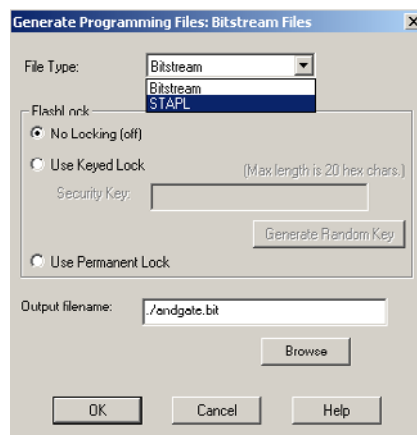 Generate Programming Files: Bitstream Files
File Type: Bitstream
Bitstream
STAPL
FlashLock
No Locking (off)
Use Keyed Lock (Max length is 20 hex chars.)
Security Key:
Generate Random Key
Use Permanent Lock
Output filename: ./andgate.bit
Browse
OK Cancel Help